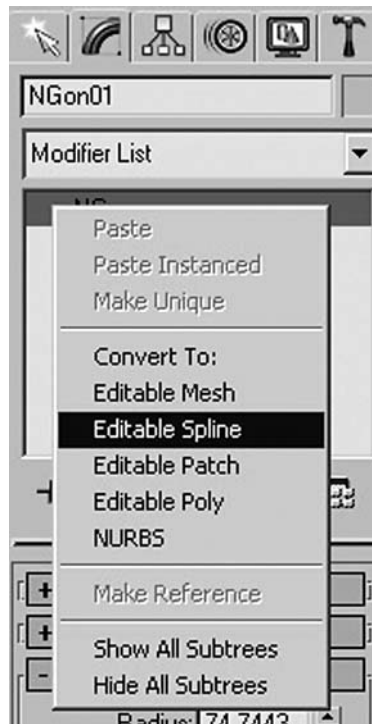 NGon01
Modifier List
Paste
Paste Instanced
Make Unique
Convert To:
Editable Mesh
Editable Spline
Editable Patch
Editable Poly
NURBS
Make Reference
Show All Subtrees
Hide All Subtrees
Radius: 74.7443